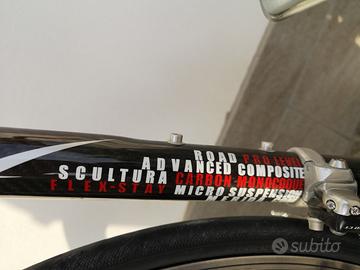 ROAD PRO LEVEL
ADVANCED COMPOSITE
SCULTURA CARBON MONOCOQUE
FLEX-STAY MICRO SUSPENSION
subito